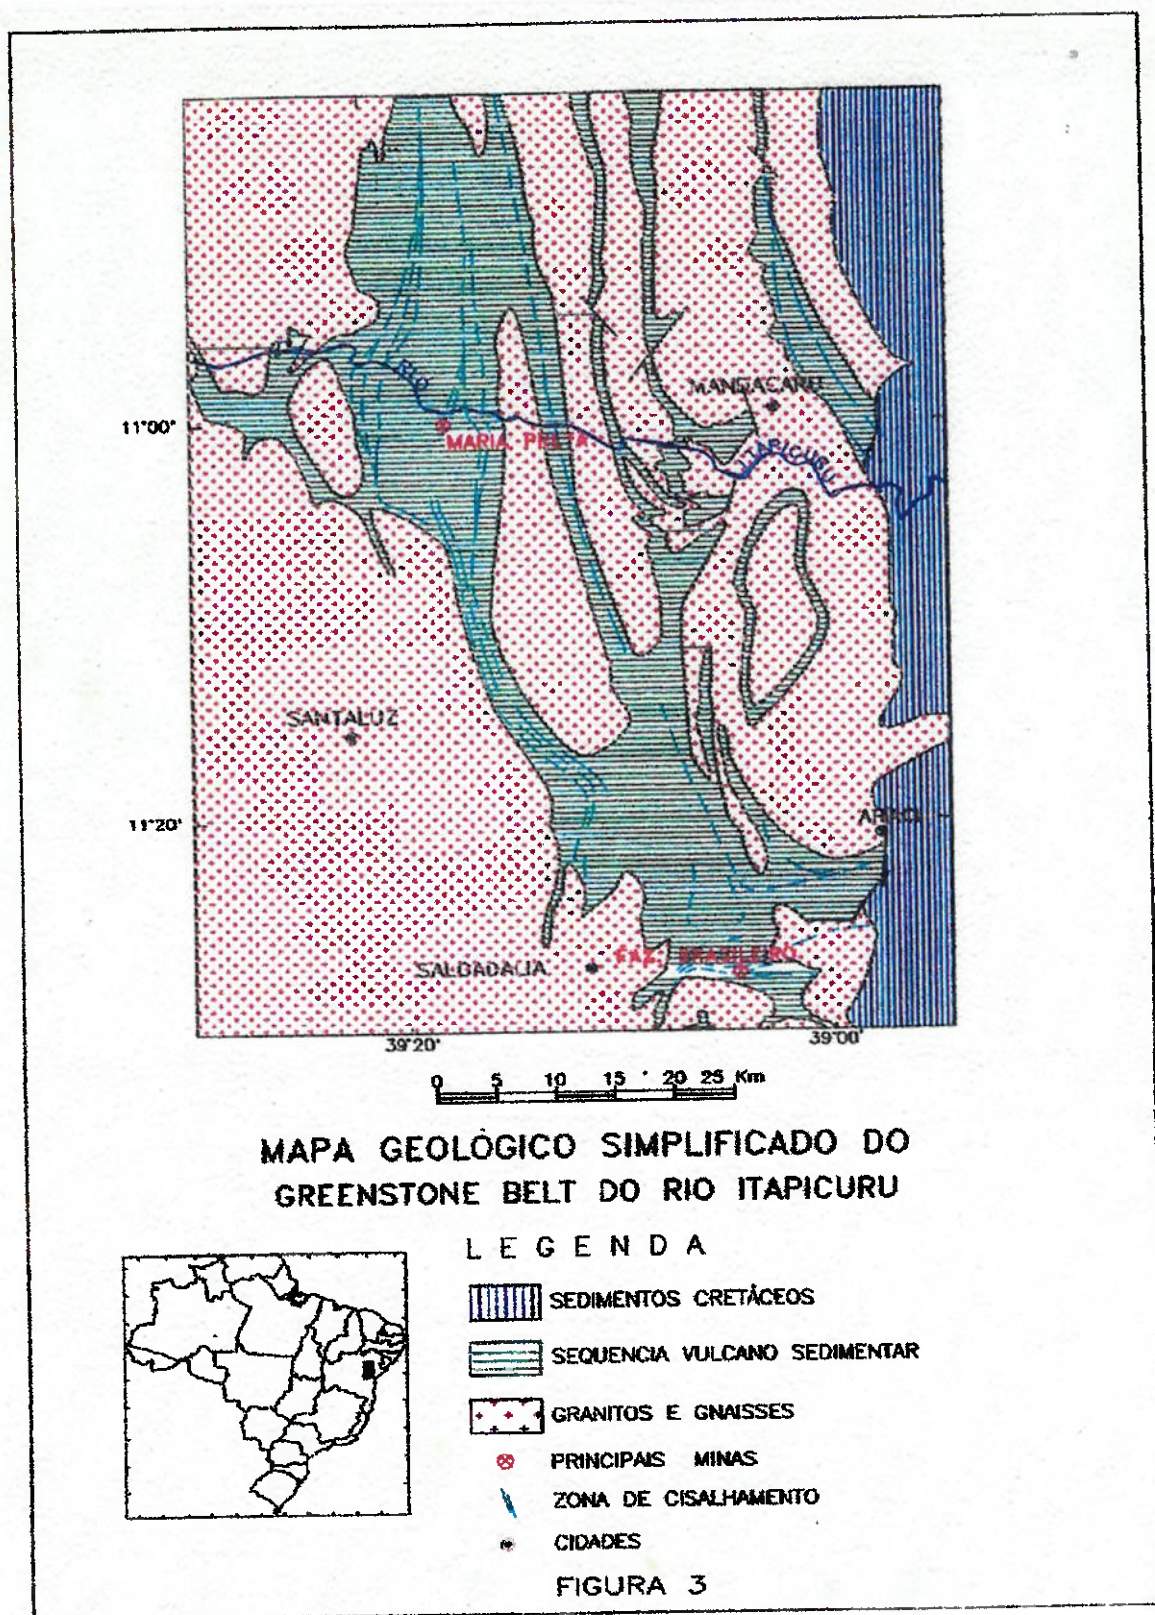 RIO
MANDACARU
11°00'
MARIA PRETA
ITAPICURU
SANTALUZ
11°20'
ARACI
SALGADALIA
FAZ. BRASILEIRO
39°20'
39°00'
0 5 10 15 20 25 Km
MAPA GEOLÓGICO SIMPLIFICADO DO
GREENSTONE BELT DO RIO ITAPICURU
LEGENDA
SEDIMENTOS CRETÁCEOS
SEQUENCIA VULCANO SEDIMENTAR
GRANITOS E GNAISSES
PRINCIPAIS MINAS
ZONA DE CISALHAMENTO
CIDADES
FIGURA 3